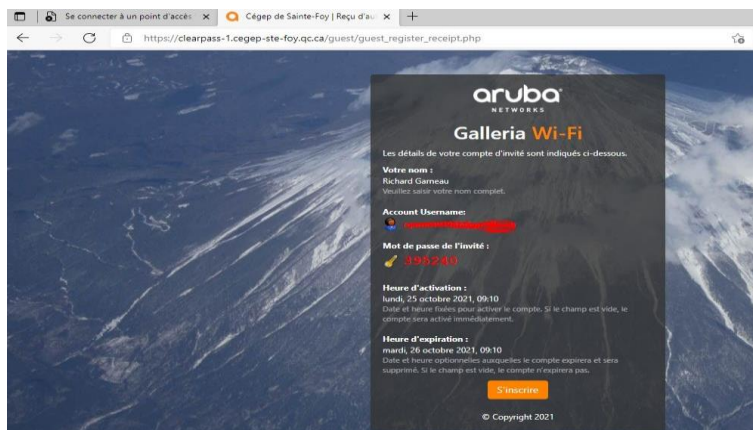 Se connecter à un point d'accès
Cégep de Sainte-Foy | Reçu d'au
https://clearpass-1.cegep-ste-foy.qc.ca/guest/guest_register_receipt.php
aruba
NETWORKS
Galleria Wi-Fi
Les détails de votre compte d'invité sont indiqués ci-dessous.
Votre nom :
Richard Garneau
Veuillez saisir votre nom complet.
Account Username:
Mot de passe de l'invité :
Heure d'activation :
lundi, 25 octobre 2021, 09:10
Date et heure fixées pour activer le compte. Si le champ est vide, le
compte sera activé immédiatement.
Heure d'expiration :
mardi, 26 octobre 2021, 09:10
Date et heure optionnelles auxquelles le compte expirera et sera
supprimé. Si le champ est vide, le compte n'expirera pas.
S'inscrire
© Copyright 2021